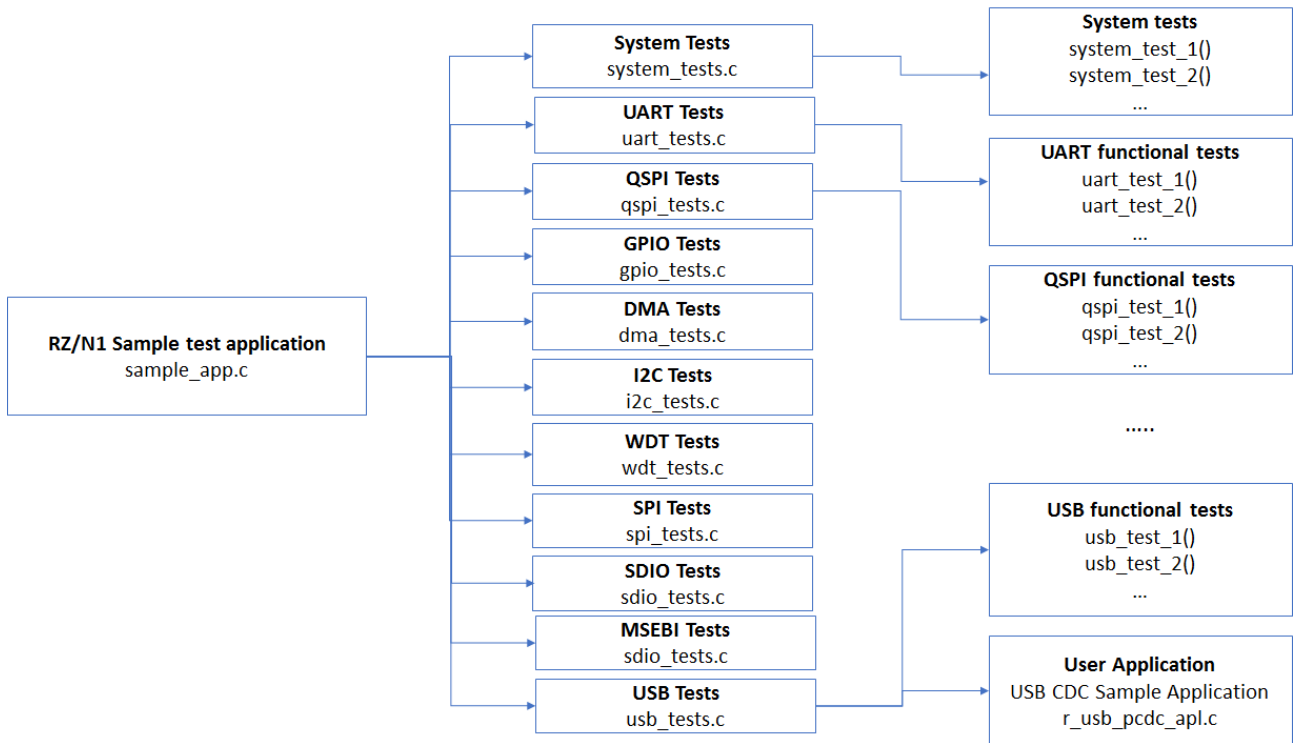 RZ/N1 Sample test application
sample_app.c
System Tests
system_tests.c
UART Tests
uart_tests.c
QSPI Tests
qspi_tests.c
GPIO Tests
gpio_tests.c
DMA Tests
dma_tests.c
I2C Tests
i2c_tests.c
WDT Tests
wdt_tests.c
SPI Tests
spi_tests.c
SDIO Tests
sdio_tests.c
MSEBI Tests
sdio_tests.c
USB Tests
usb_tests.c
System tests
system_test_1()
system_test_2()
...
UART functional tests
uart_test_1()
uart_test_2()
...
QSPI functional tests
qspi_test_1()
qspi_test_2()
...
.....
USB functional tests
usb_test_1()
usb_test_2()
...
User Application
USB CDC Sample Application
r_usb_pcdc_apl.c